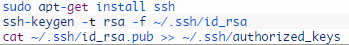 sudo apt-get install ssh
ssh-keygen -t rsa -f ~/.ssh/id_rsa
cat ~/.ssh/id_rsa.pub >> ~/.ssh/authorized_keys